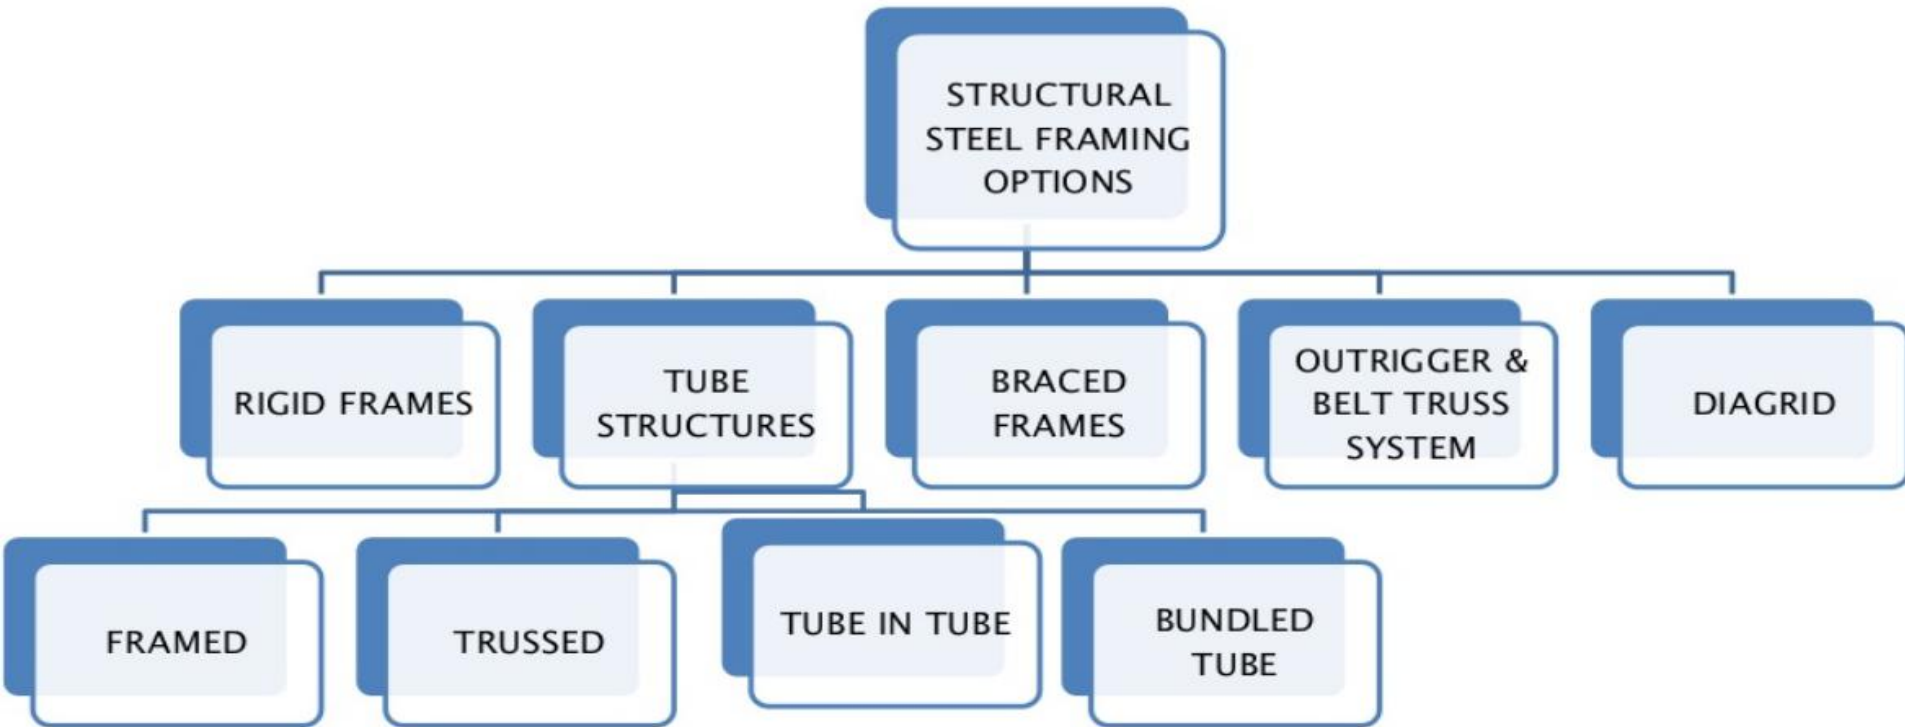 STRUCTURAL
STEEL FRAMING
OPTIONS
RIGID FRAMES
TUBE
STRUCTURES
BRACED
FRAMES
OUTRIGGER &
BELT TRUSS
SYSTEM
DIAGRID
FRAMED
TRUSSED
TUBE IN TUBE
BUNDLED
TUBE